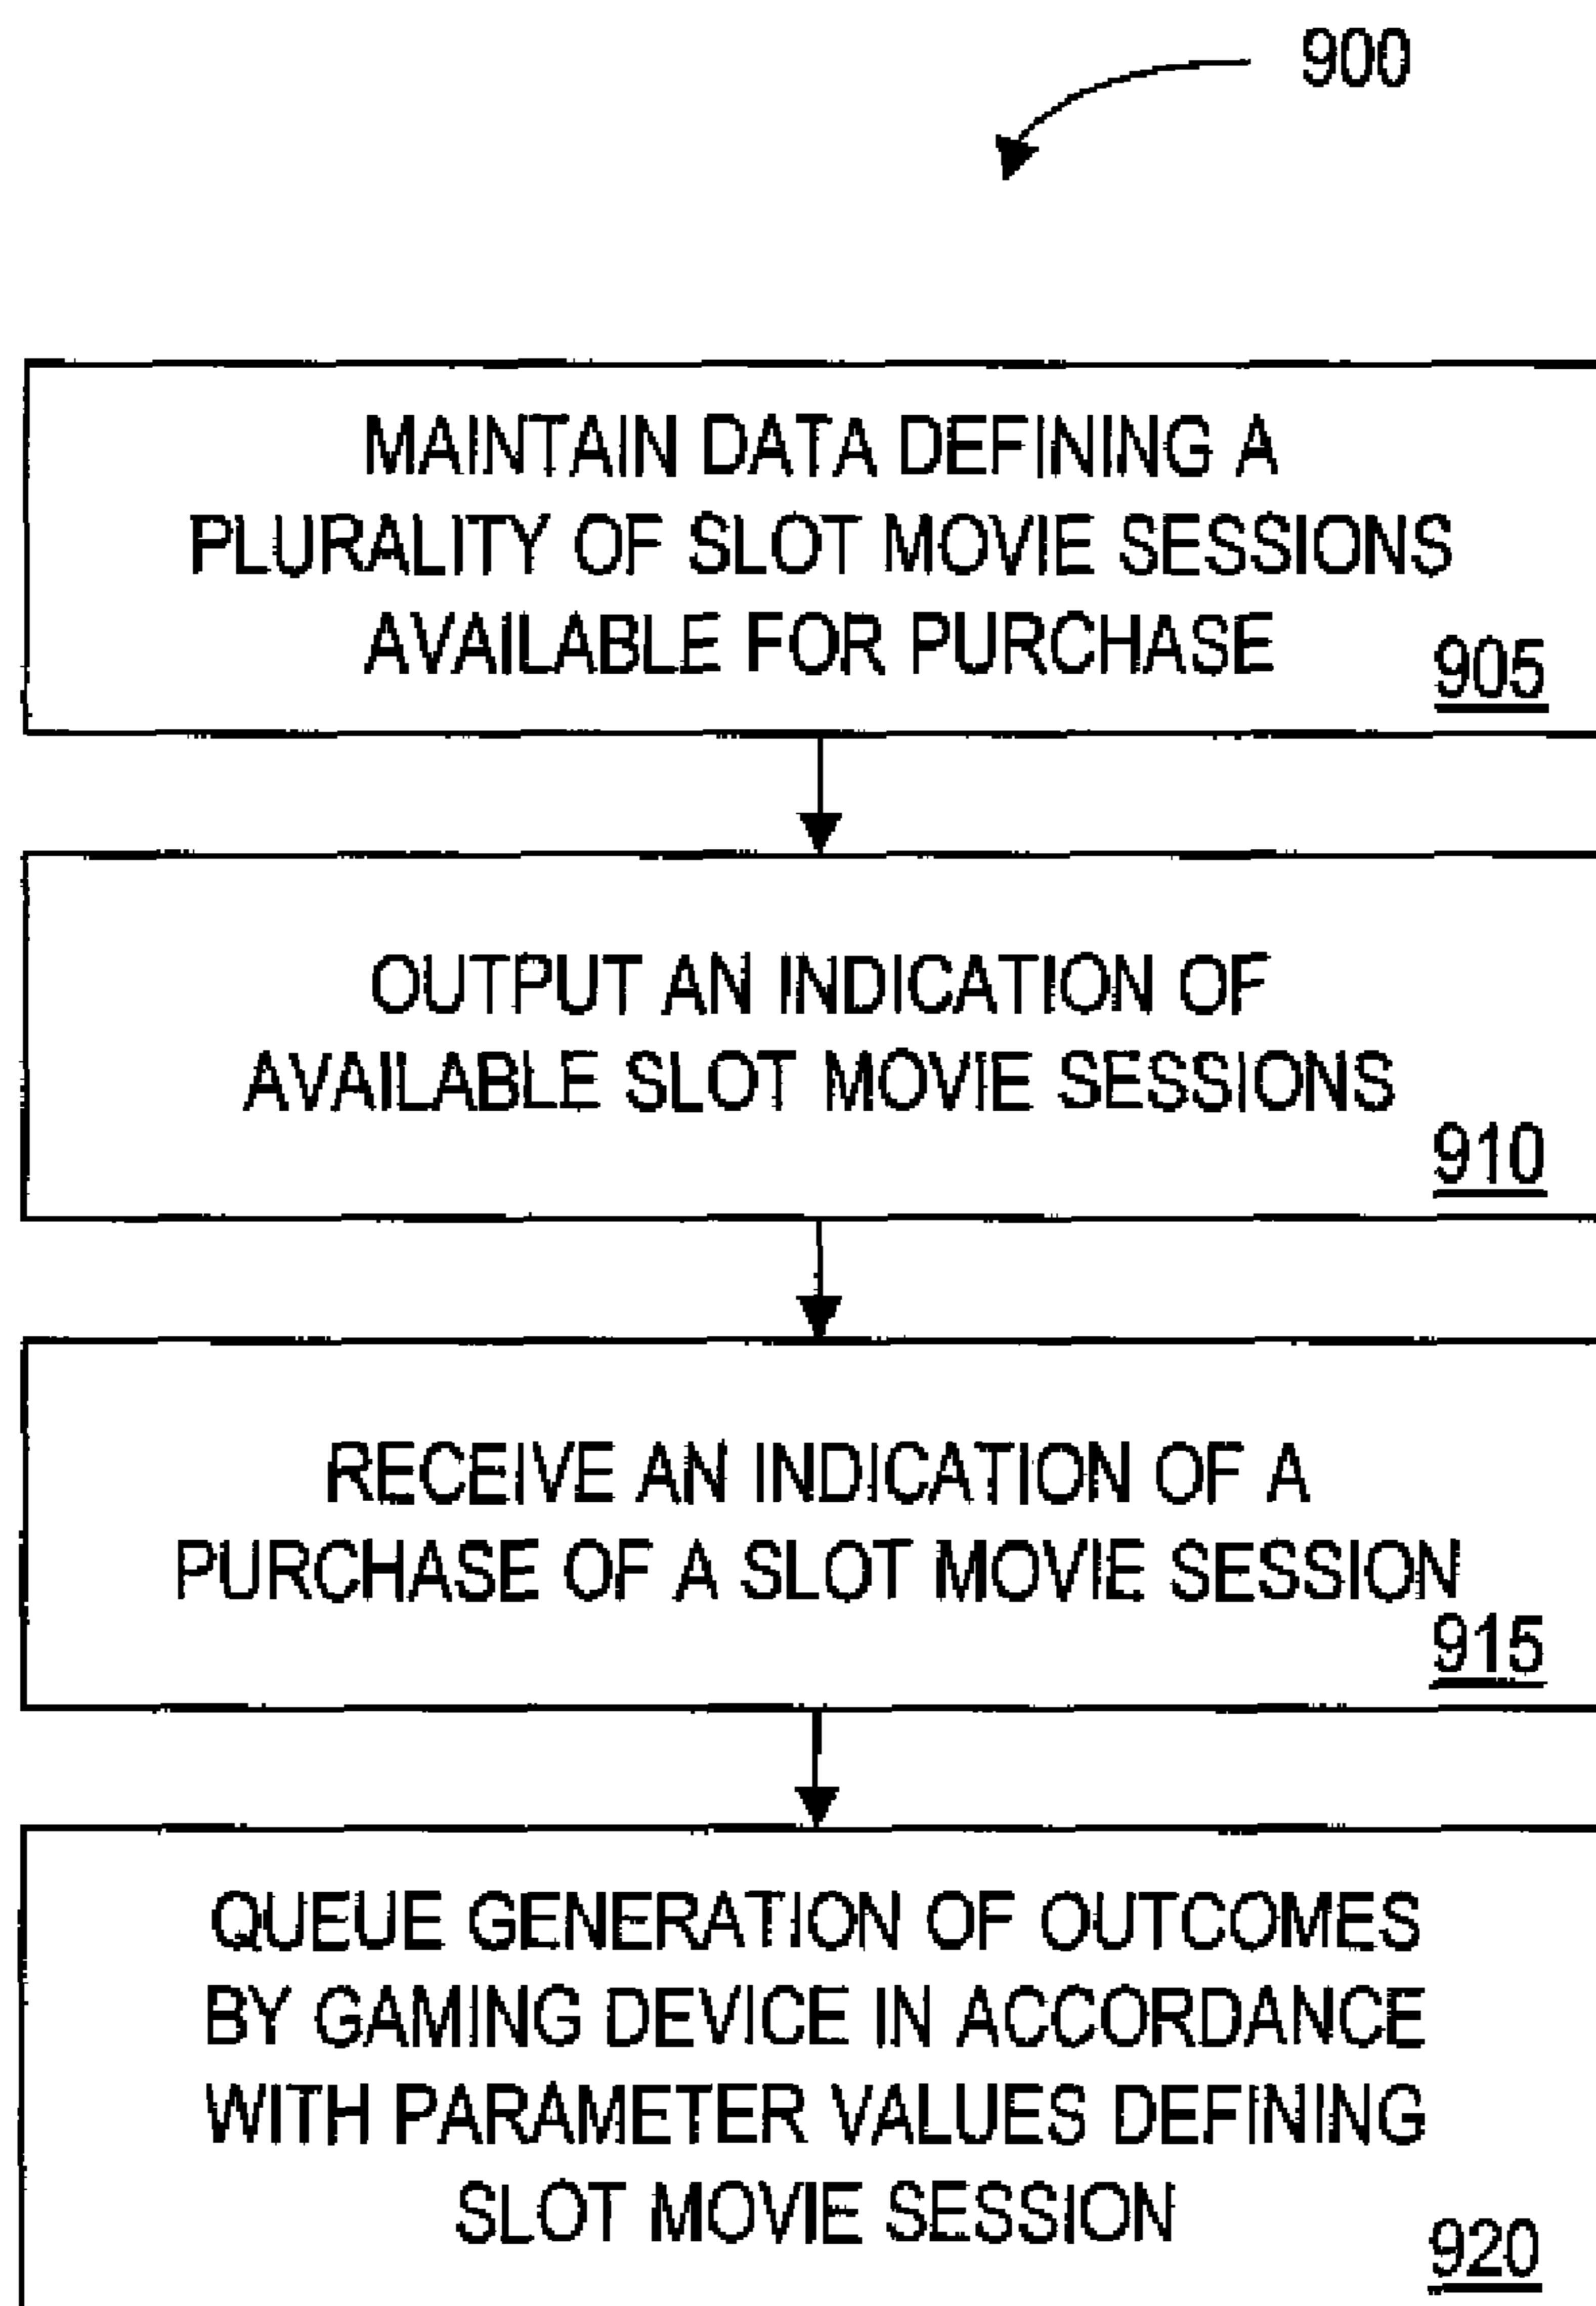 900
MAINTAIN DATA DEFINING A
PLURALITY OF SLOT MOVIE SESSIONS
AVAILABLE FOR PURCHASE
905
OUTPUT AN INDICATION OF
AVAILABLE SLOT MOVIE SESSIONS
910
RECEIVE AN INDICATION OF A
PURCHASE OF A SLOT MOVIE SESSION
915
QUEUE GENERATION OF OUTCOMES
BY GAMING DEVICE IN ACCORDANCE
WITH PARAMETER VALUES DEFINING
SLOT MOVIE SESSION
920